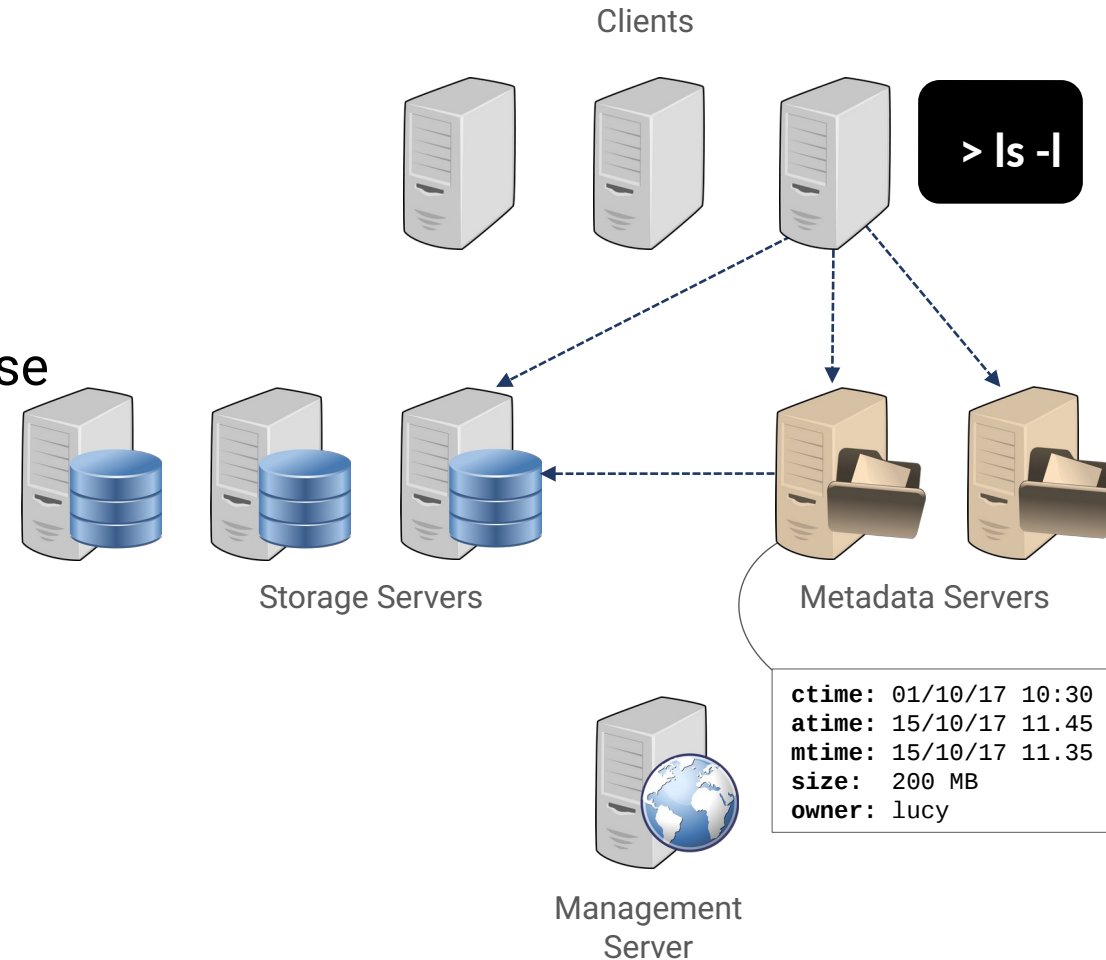 Clients
> ls -l
se
Storage Servers
Metadata Servers
ctime: 01/10/17 10:30
atime: 15/10/17 11.45
mtime: 15/10/17 11.35
size: 200 MB
owner: lucy
Management
Server